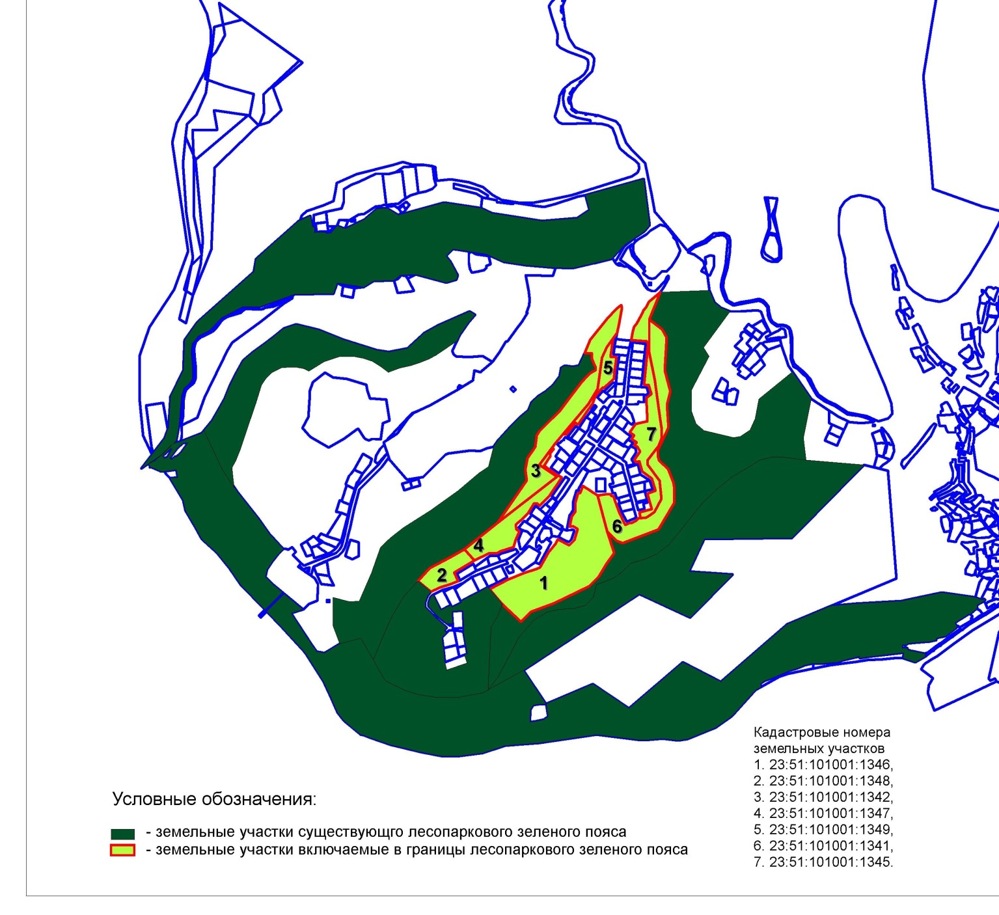 5
7
3
6
4
2
1
Кадастровые номера
земельных участков
1. 23:51:101001:1346,
2. 23:51:101001:1348,
3. 23:51:101001:1342,
4. 23:51:101001:1347,
5. 23:51:101001:1349,
6. 23:51:101001:1341,
7. 23:51:101001:1345.
Условные обозначения:
- земельные участки существующго лесопаркового зеленого пояса
- земельные участки включаемые в границы лесопаркового зеленого пояса